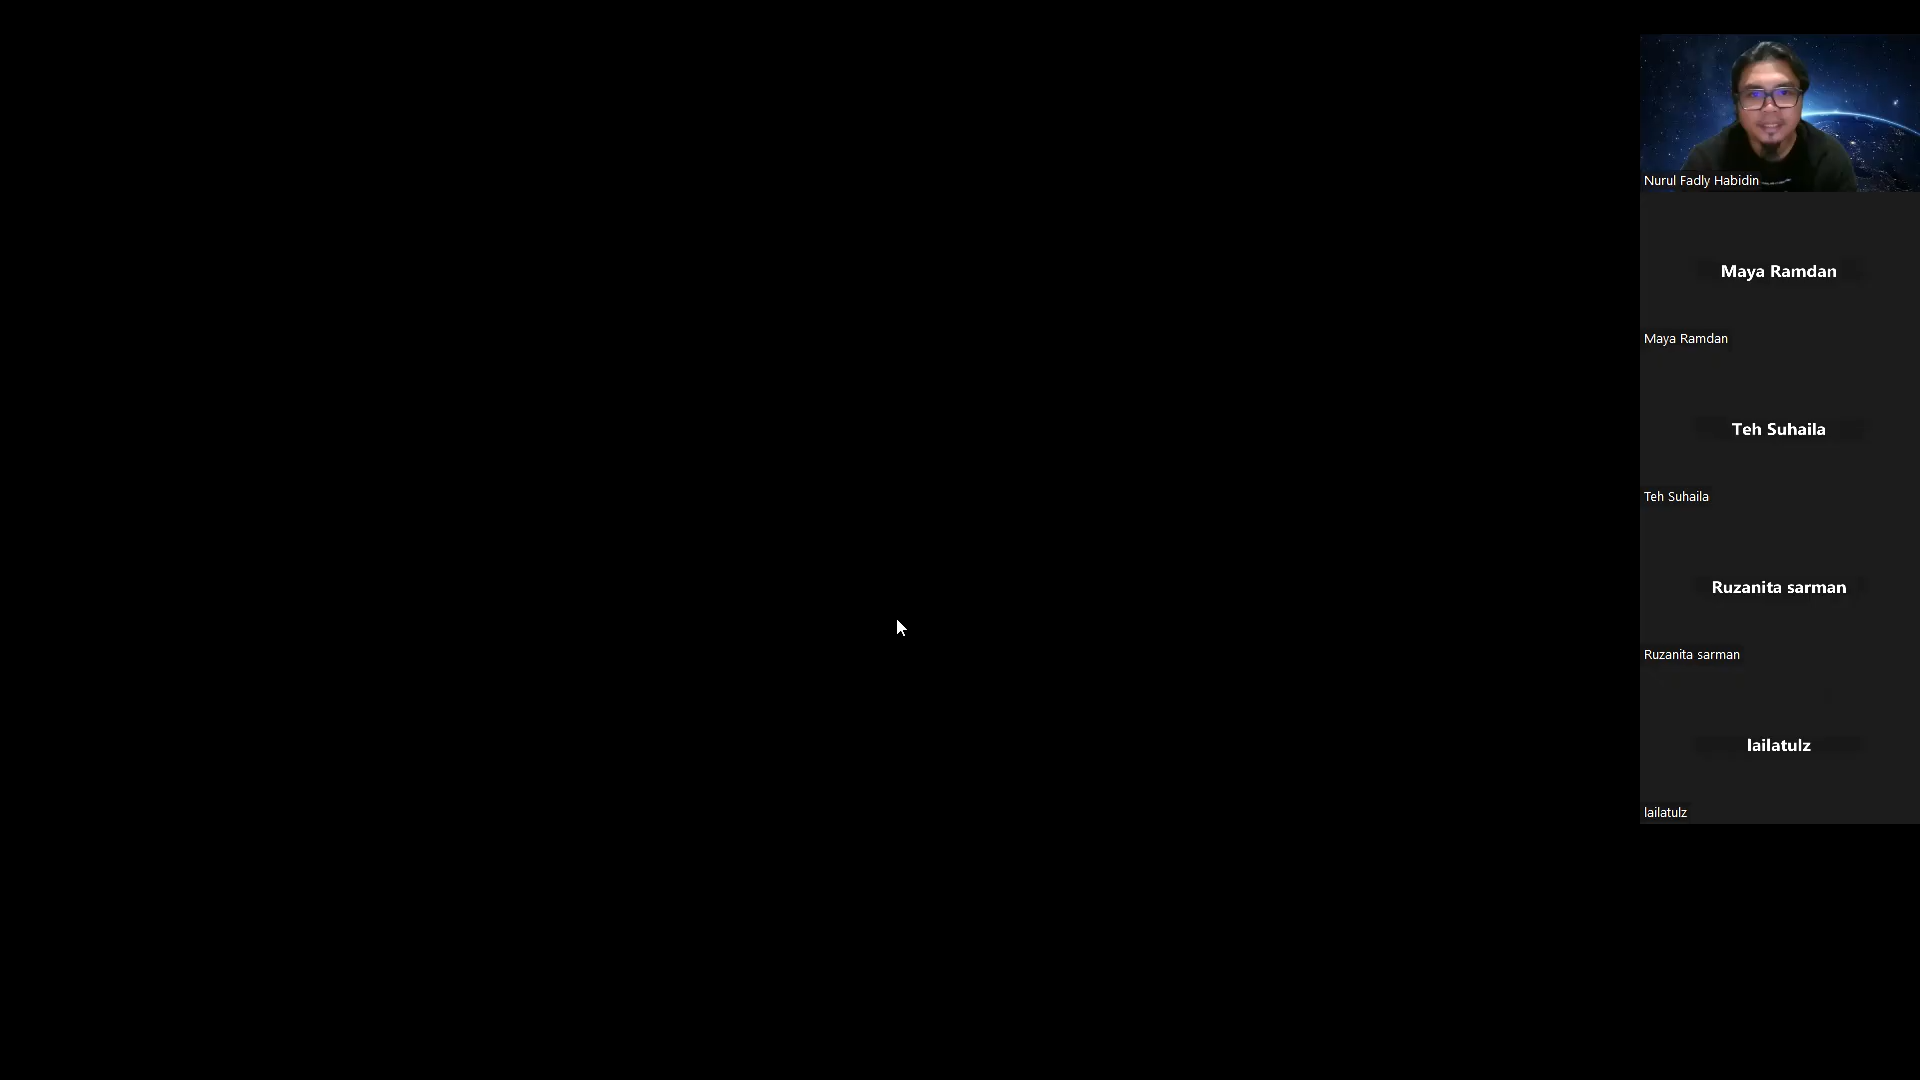 Nurul Fadly Habidin
Maya Ramdan
Maya Ramdan
Teh Suhaila
Teh Suhaila
Ruzanita sarman
Ruzanita sarman
lailatulz
lailatulz